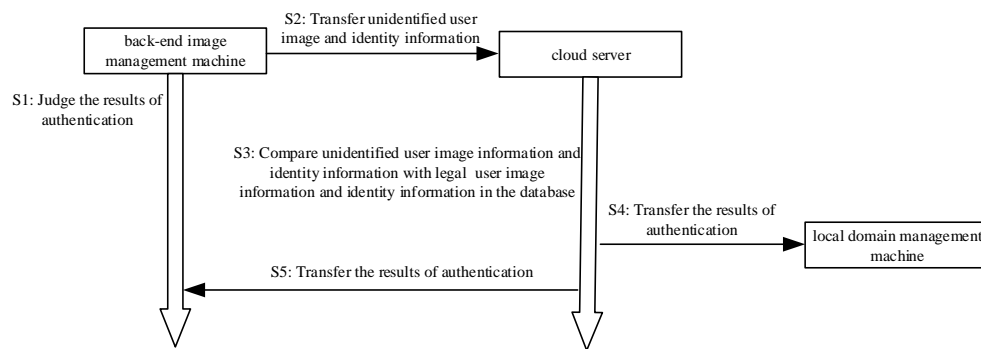 S2: Transfer unidentified user
image and identity information
back-end image
management machine
cloud server
S1: Judge the results of
authentication
S3: Compare unidentified user image information and
identity information with legal user image
information and identity information in the database
S4: Transfer the results of
authentication
local domain management
machine
S5: Transfer the results of authentication